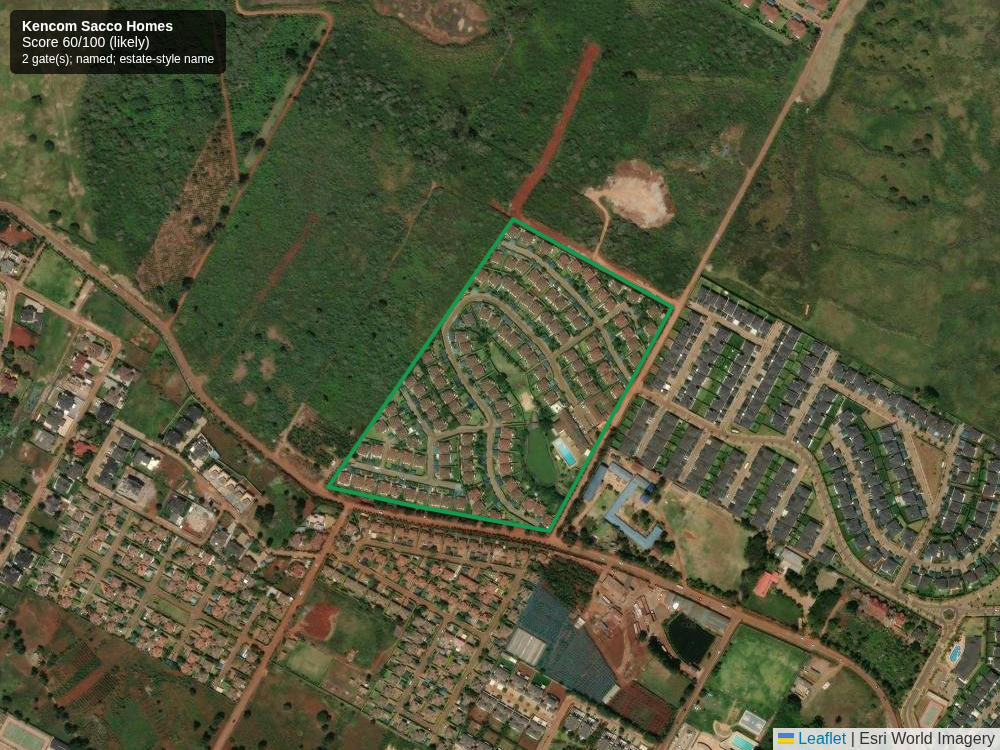 Kencom Sacco Homes
Score 60/100 (likely)
2 gate(s); named; estate-style name
Leaflet | Esri World Imagery